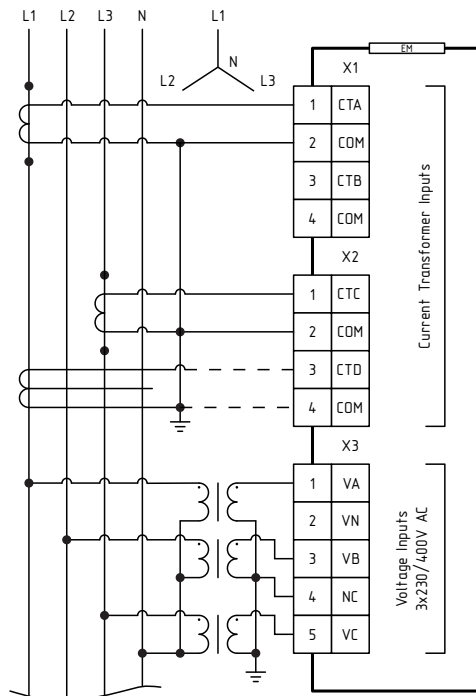 L1 L2 L3 N L1
EM
N
L2 L3
X1
1 CTA
2 COM
3 CTB
4 COM
X2
1 CTC
2 COM
3 CTD
4 COM
Current Transformer Inputs
X3
1 VA
2 VN
3 VB
4 NC
5 VC
Voltage Inputs
3x230/400V AC